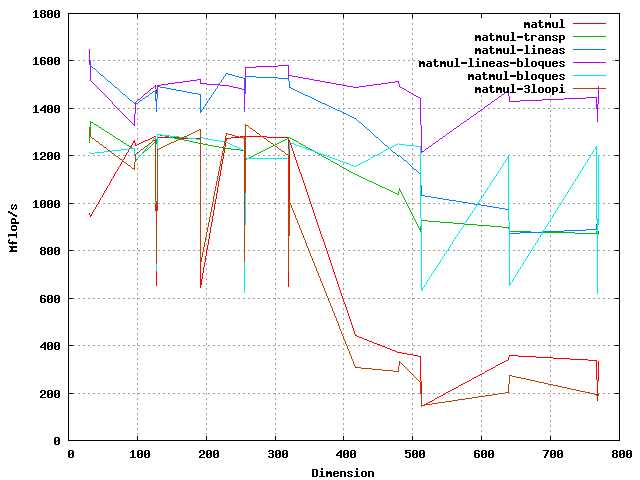 1800
1600
1400
1200
1000
800
600
400
200
0
Mflop/s
matmul
matmul-transp
matmul-lineas
matmul-lineas-bloques
matmul-bloques
matmul-3loopi
0 100 200 300 400 500 600 700 800
Dimension